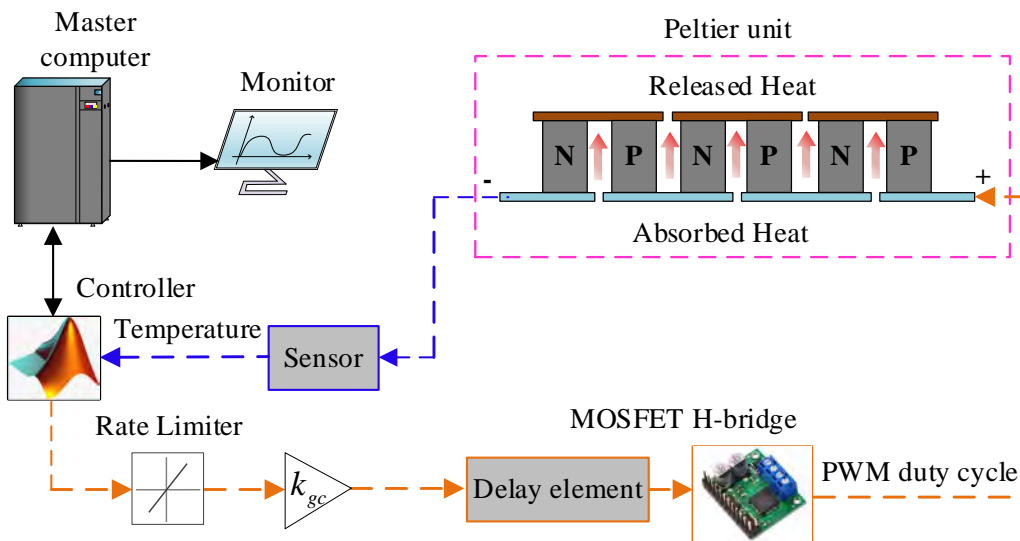 Master
computer
Monitor
Peltier unit
Released Heat
N P N P N P
- +
Absorbed Heat
Controller
Temperature
Sensor
Rate Limiter
k_gc
Delay element
MOSFET H-bridge
PWM duty cycle